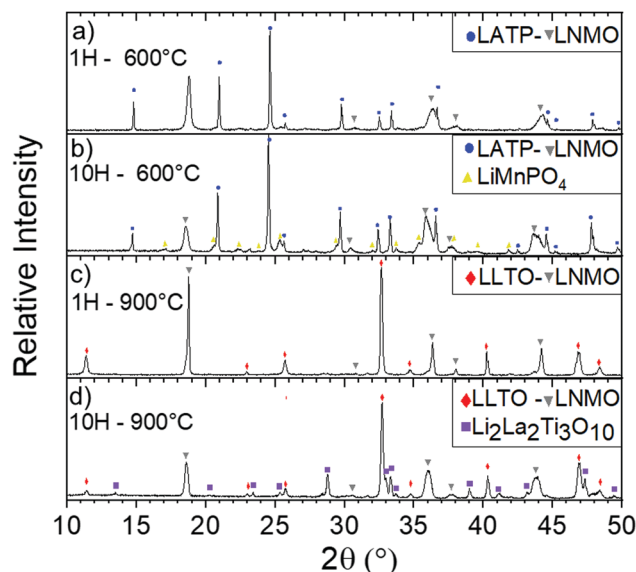 Relative Intensity
a)
LATP-▼LNMO
1H - 600°C
b)
LATP-▼LNMO
10H - 600°C
LiMnPO₄
c)
LLTO-▼LNMO
1H - 900°C
d)
LLTO -▼LNMO
10H - 900°C
Li₂La₂Ti₃O₁₀
10 15 20 25 30 35 40 45 50
2θ (°)